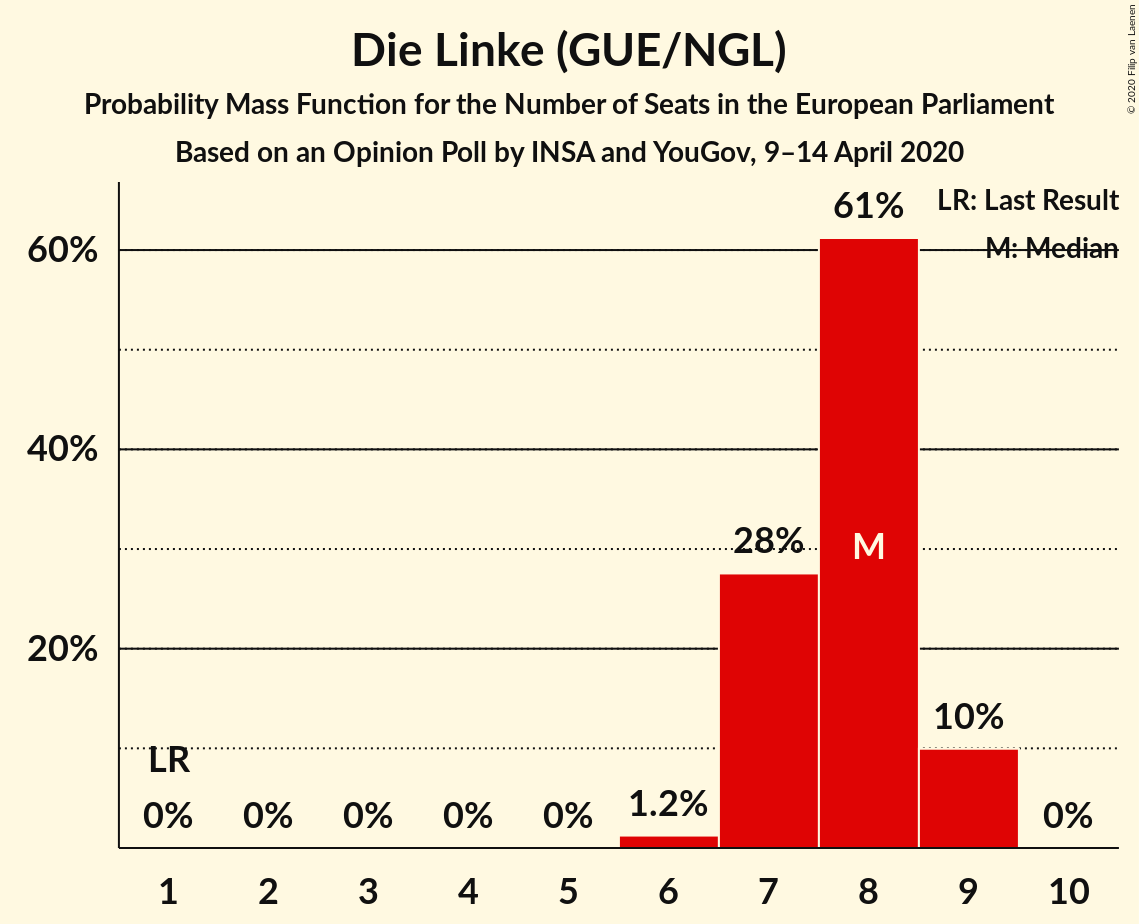 Die Linke (GUE/NGL)
Probability Mass Function for the Number of Seats in the European Parliament
Based on an Opinion Poll by INSA and YouGov, 9–14 April 2020
© 2020 Filip van Laenen
LR: Last Result
M: Median
60%
40%
20%
61%
28%
M
10%
LR
1.2%
0%
0%
0%
0%
0%
0%
1
2
3
4
5
6
7
8
9
10